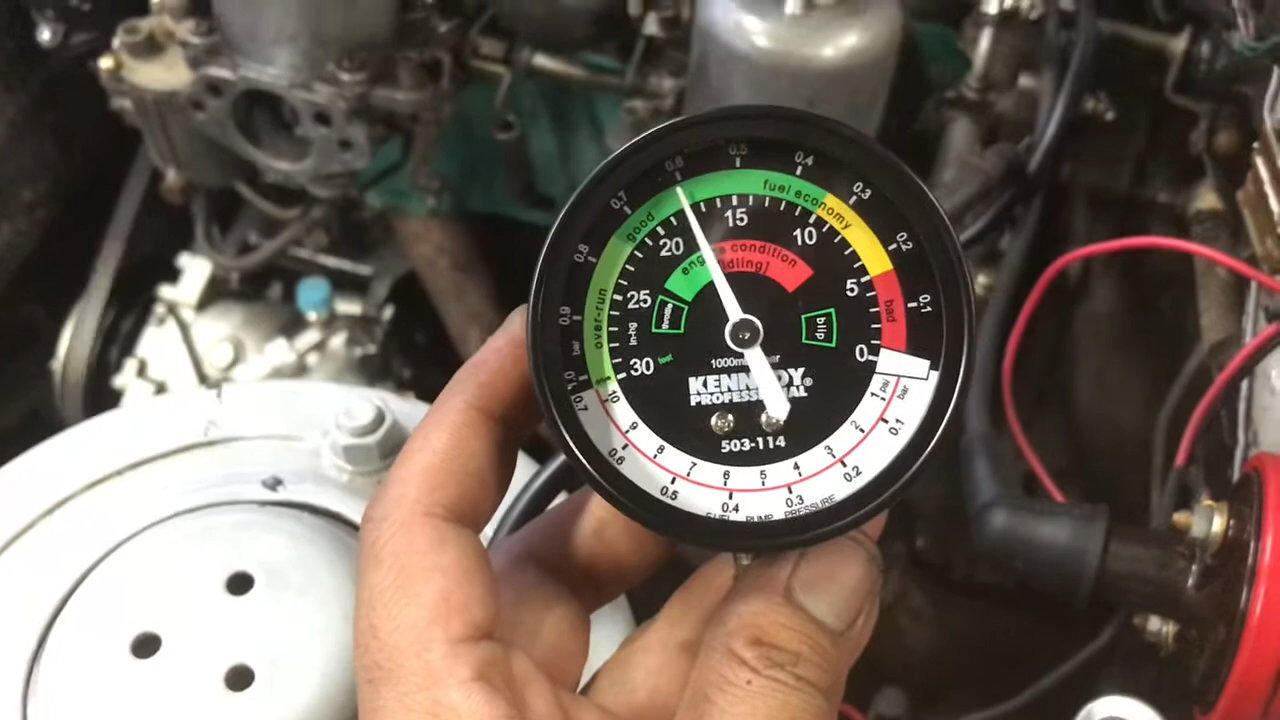 0.5
0.6
0.4
0.7
0.3
0.8
0.2
0.9
0.1
bar
fuel economy
good
over-run
bad
15
20
10
25
5
30
0
in-hg
engine condition
[idling]
throttle
blip
KENNEDY®
PROFESSIONAL
503-114
psi
bar
10
9
8
7
6
5
4
3
2
1
0.7
0.6
0.5
0.4
0.3
0.2
0.1
FUEL PUMP PRESSURE